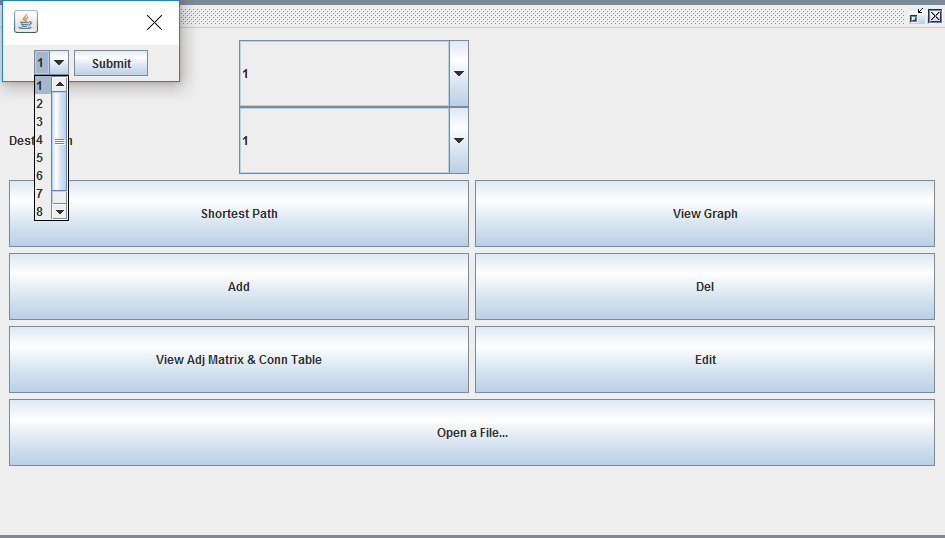 1 Submit
1
2
3
4
5
6
7
8
1
1
Shortest Path
View Graph
Add
Del
View Adj Matrix & Conn Table
Edit
Open a File...